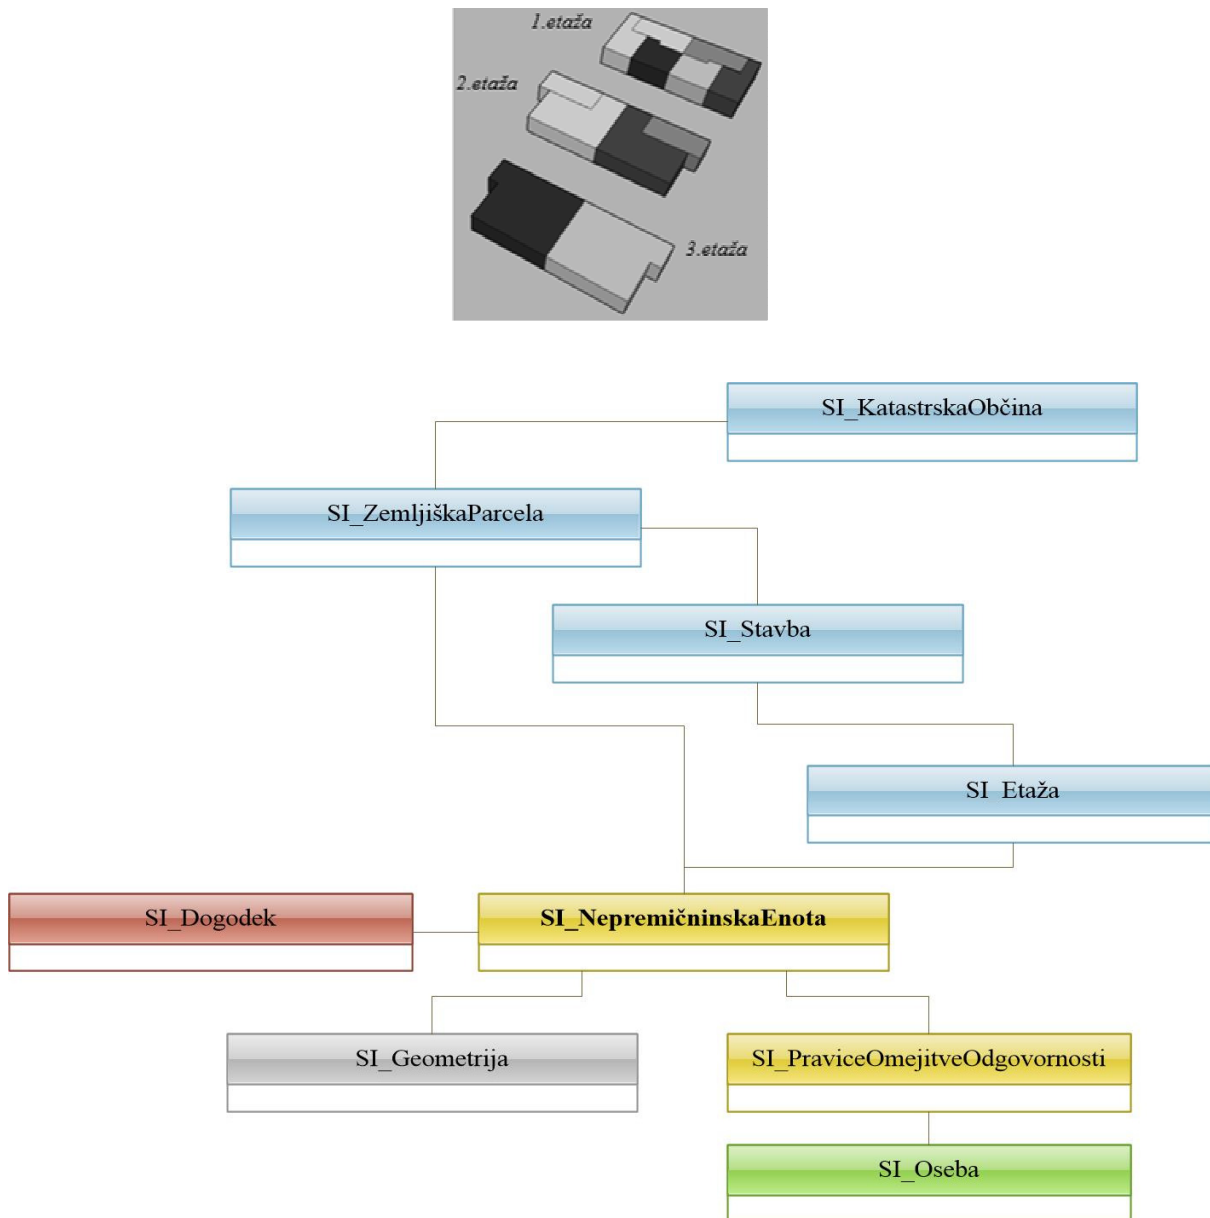 1.etaža
2.etaža
3.etaža
SI_KatastrskaObčina
SI_ZemljiškaParcela
SI_Stavba
SI_Etaža
SI_Dogodek
SI_NepremičninskaEnota
SI_Geometrija
SI_PraviceOmejitveOdgovornosti
SI_Oseba